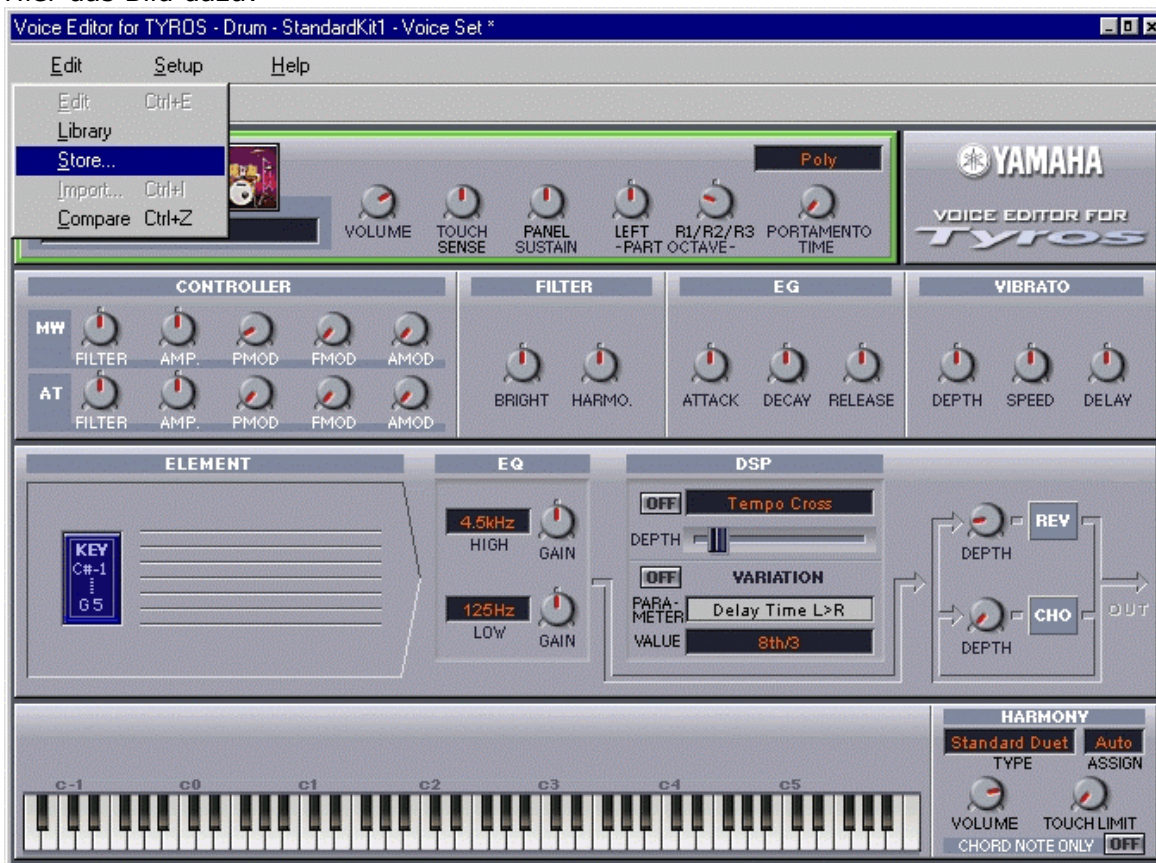 Hier das Bild dazu:
Voice Editor for TYROS - Drum - StandardKit1 - Voice Set *
Edit Setup Help
Edit Ctrl+E
Library
Store...
Import... Ctrl+I
Compare Ctrl+Z
Poly
VOLUME
TOUCH SENSE
PANEL SUSTAIN
LEFT R1/R2/R3
-PART OCTAVE-
PORTAMENTO TIME
YAMAHA
VOICE EDITOR FOR
Tyros
CONTROLLER
MW
FILTER AMP. PMOD FMOD AMOD
AT
FILTER AMP. PMOD FMOD AMOD
FILTER
BRIGHT HARMO.
EG
ATTACK DECAY RELEASE
VIBRATO
DEPTH SPEED DELAY
ELEMENT
KEY
C#-1
G5
EQ
4.5kHz
HIGH GAIN
125Hz
LOW GAIN
DSP
OFF Tempo Cross
DEPTH
OFF VARIATION
PARA-
METER Delay Time L>R
VALUE 8th/3
REV
DEPTH
CHO
DEPTH
OUT
c-1 c0 c1 c2 c3 c4 c5
HARMONY
Standard Duet Auto
TYPE ASSIGN
VOLUME TOUCH LIMIT
CHORD NOTE ONLY OFF